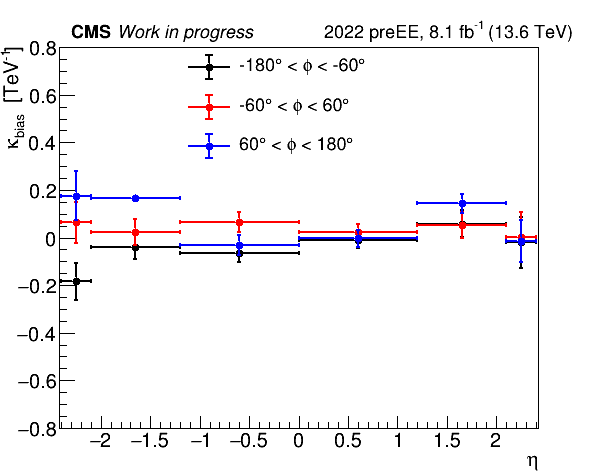 CMS Work in progress 2022 preEE, 8.1 fb⁻¹ (13.6 TeV)
κ_bias [TeV⁻¹]
-180° < ϕ < -60°
-60° < ϕ < 60°
60° < ϕ < 180°
0.8
0.6
0.4
0.2
0
−0.2
−0.4
−0.6
−0.8
−2 −1.5 −1 −0.5 0 0.5 1 1.5 2
η